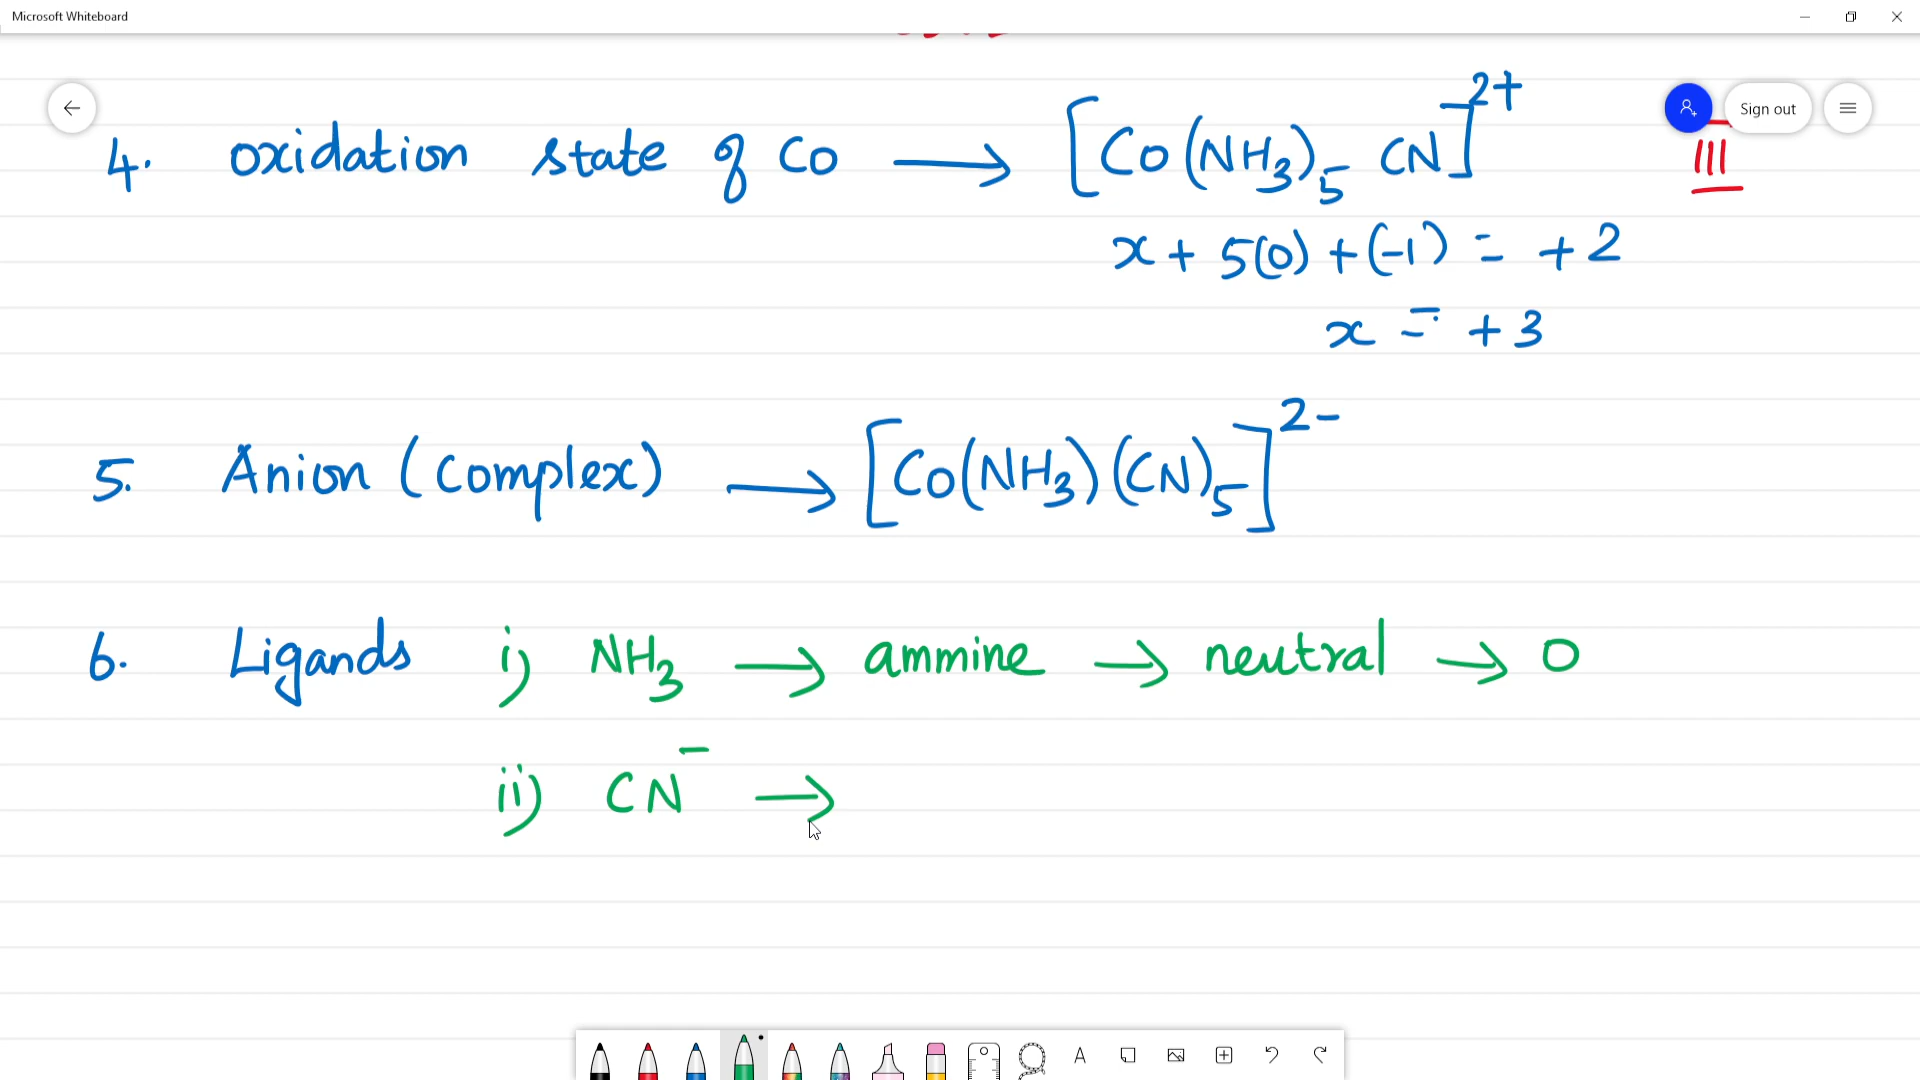 Microsoft Whiteboard
Sign out
4. oxidation state of Co → [Co(NH₃)₅ CN]²⁺ III
x + 5(0) + (-1) = +2
x = +3
5. Anion (complex) → [Co(NH₃)(CN)₅]²⁻
6. Ligands i) NH₃ → ammine → neutral → 0
ii) CN⁻ →